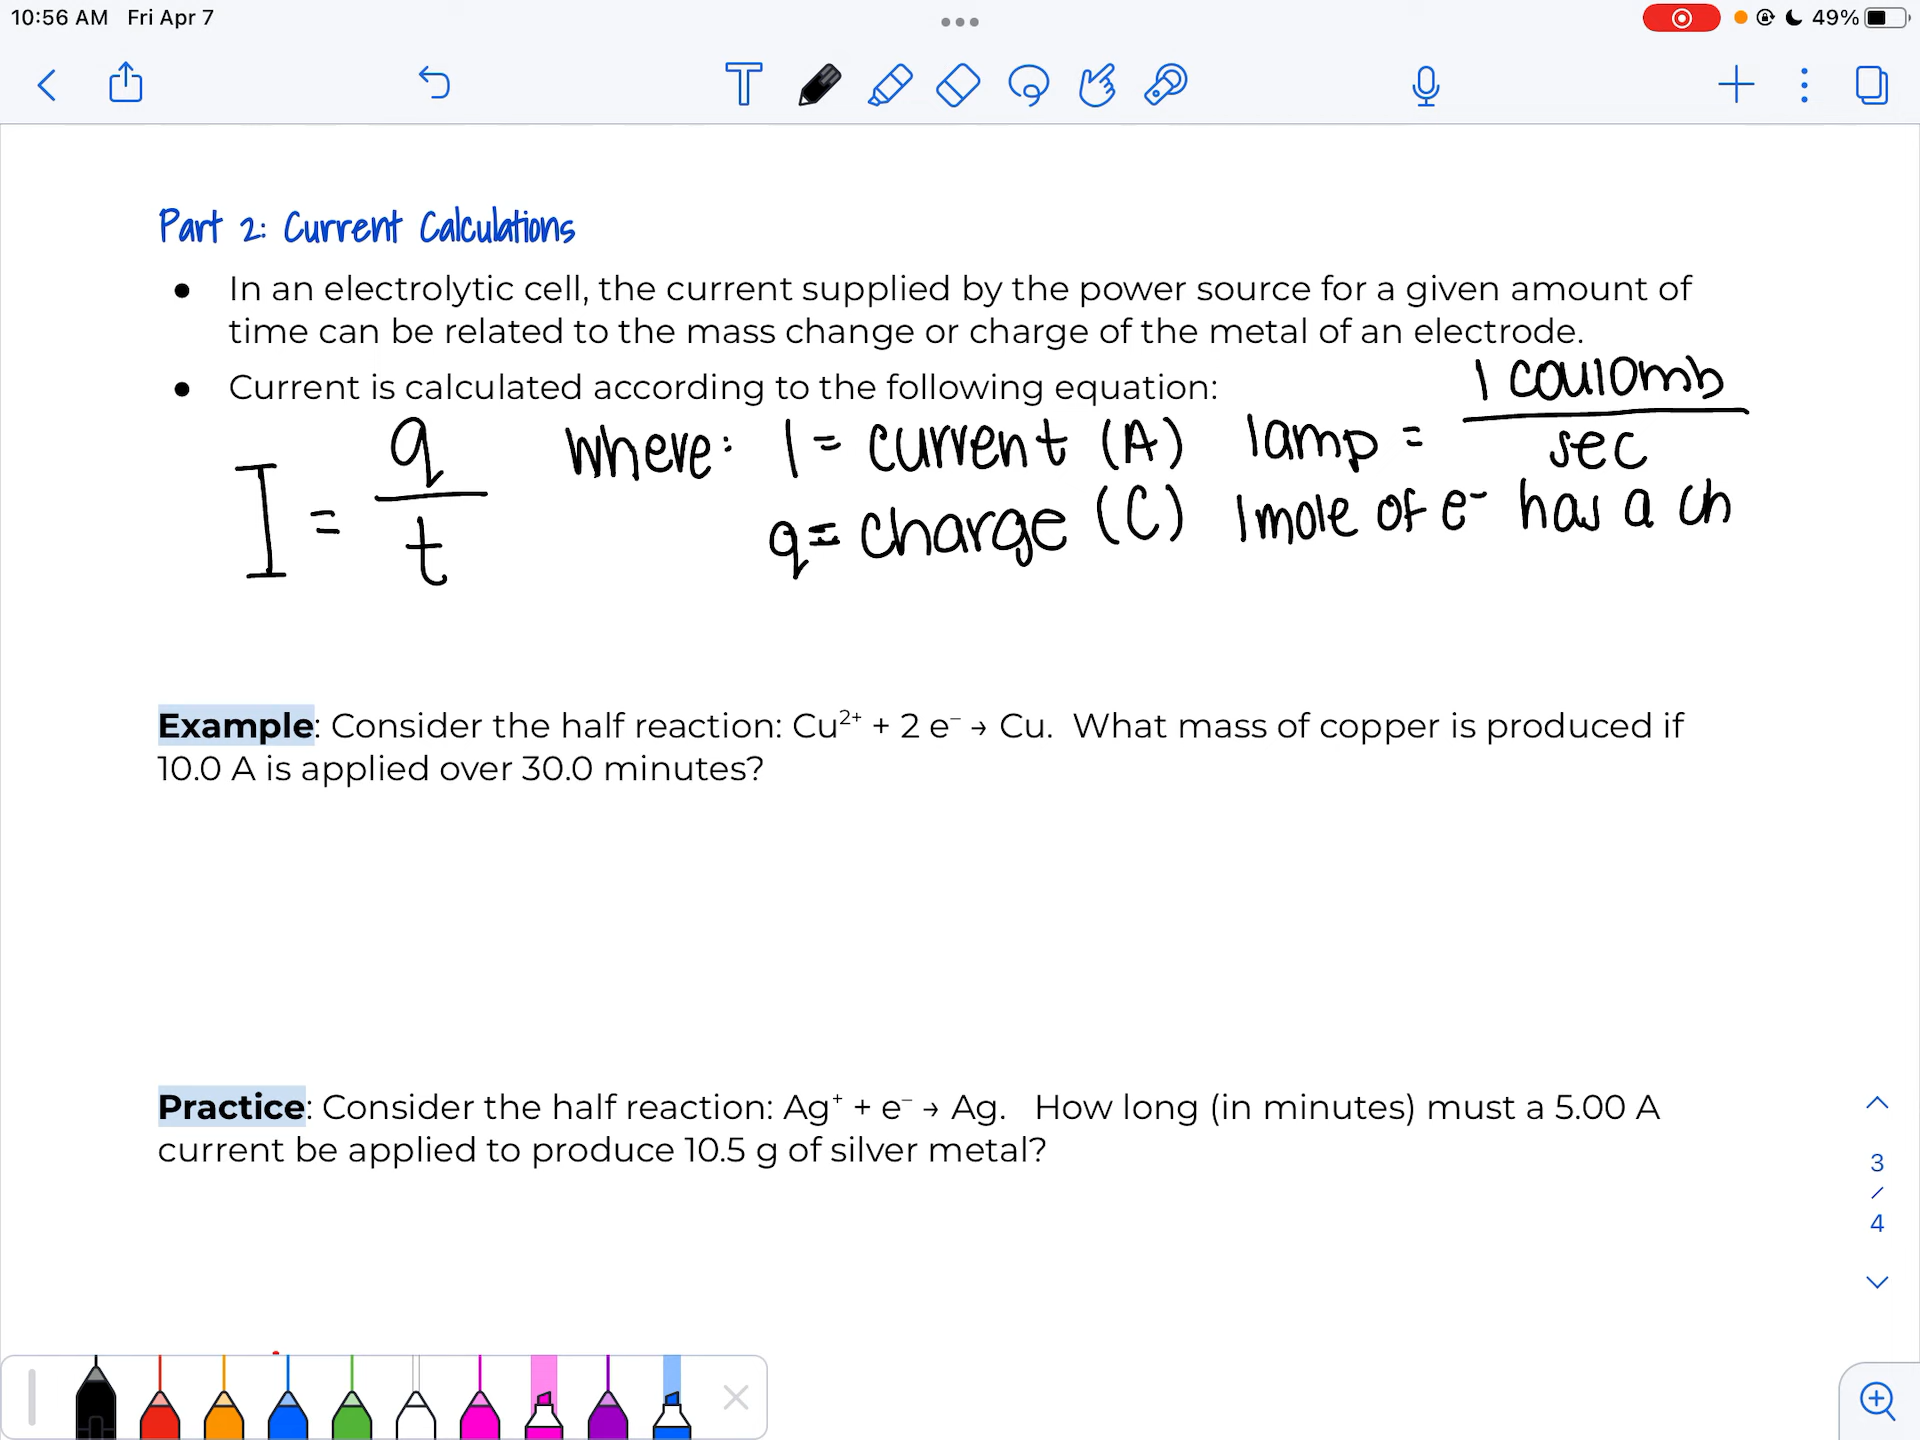 10:56 AM Fri Apr 7
49%
Part 2: Current Calculations
● In an electrolytic cell, the current supplied by the power source for a given amount of
time can be related to the mass change or charge of the metal of an electrode.
● Current is calculated according to the following equation:
I = q/t where: I = current (A) 1amp = 1 coulomb/sec
q = charge (C) 1mole of e⁻ has a ch
Example: Consider the half reaction: Cu²⁺ + 2 e⁻ → Cu. What mass of copper is produced if
10.0 A is applied over 30.0 minutes?
Practice: Consider the half reaction: Ag⁺ + e⁻ → Ag. How long (in minutes) must a 5.00 A
current be applied to produce 10.5 g of silver metal?
3
/
4